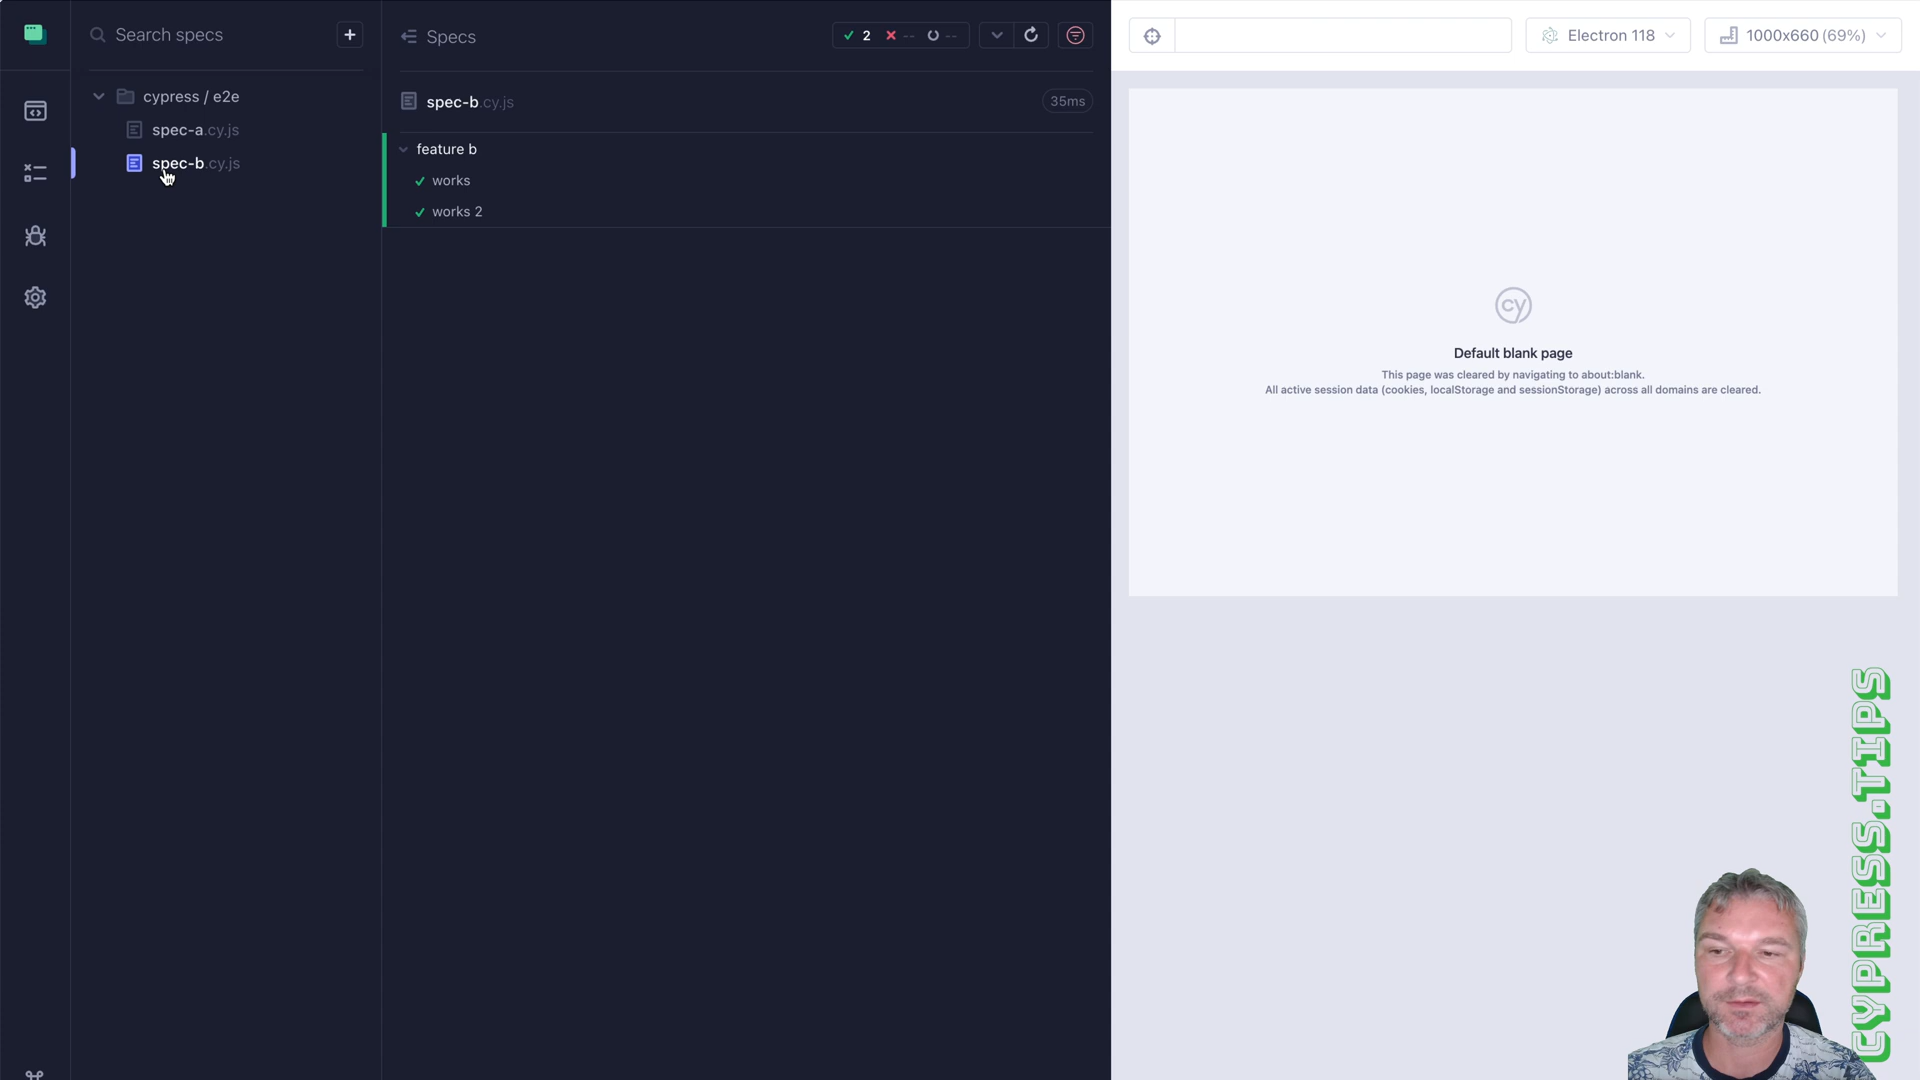 Search specs
+
Specs
2
--
--
Electron 118
1000x660 (69%)
cypress / e2e
spec-a.cy.js
spec-b.cy.js
spec-b.cy.js
35ms
feature b
works
works 2
cy
Default blank page
This page was cleared by navigating to about:blank.
All active session data (cookies, localStorage and sessionStorage) across all domains are cleared.
CYPRESS.TIPS